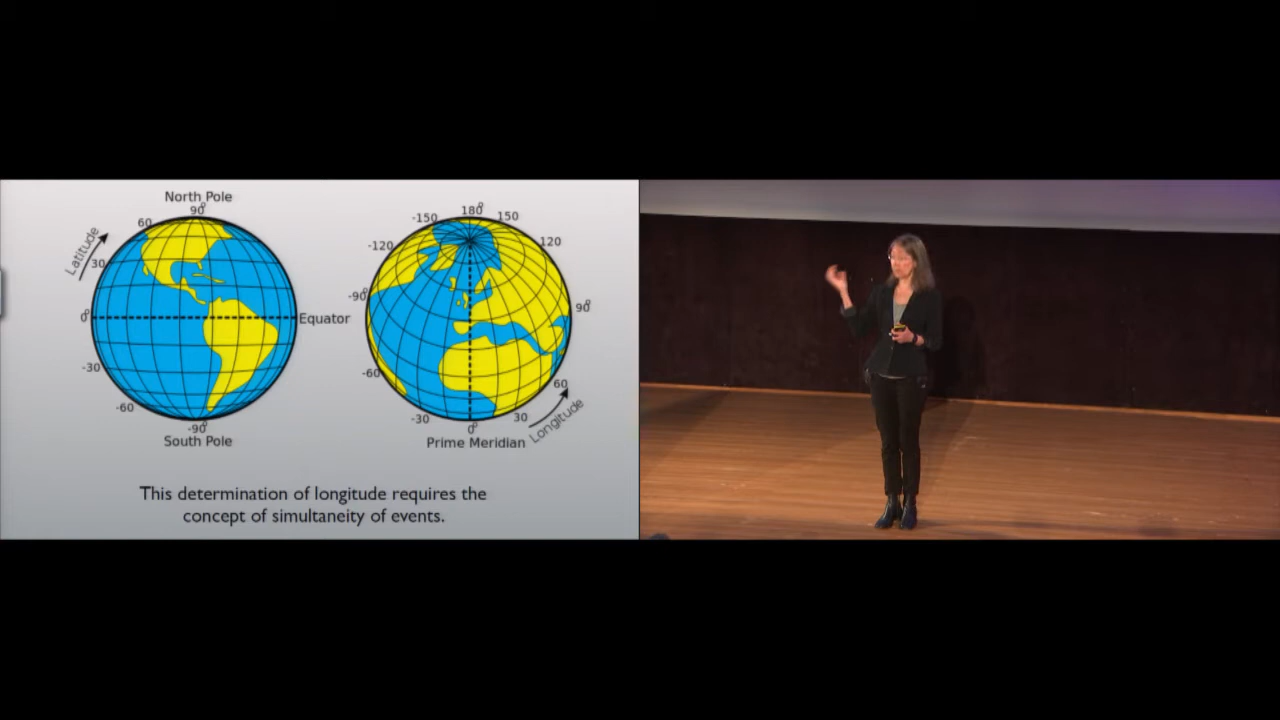 North Pole
90°
60
Latitude
30
0°
Equator
-30
-60
-90°
South Pole
180°
-150
150
-120
120
-90°
90°
-60
60
-30
30
0°
Longitude
Prime Meridian
This determination of longitude requires the
concept of simultaneity of events.